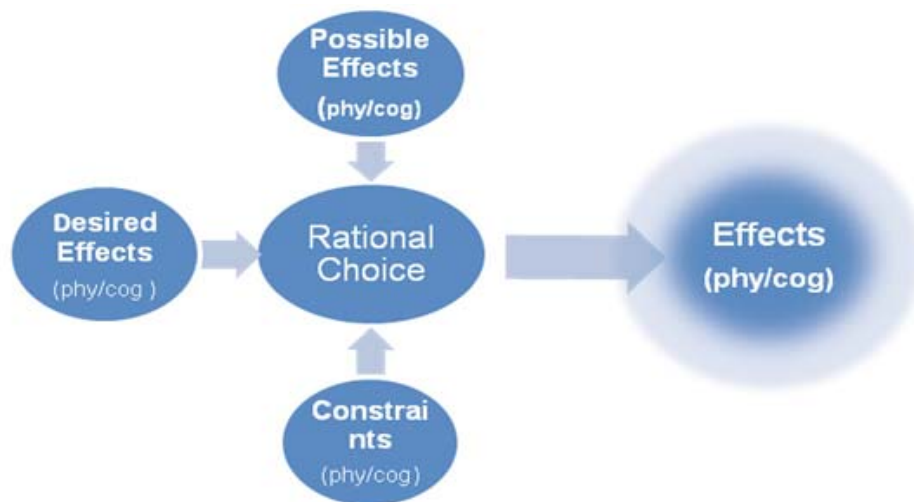 Possible
Effects
(phy/cog)
Desired
Effects
(phy/cog )
Rational
Choice
Effects
(phy/cog)
Constrai
nts
(phy/cog)